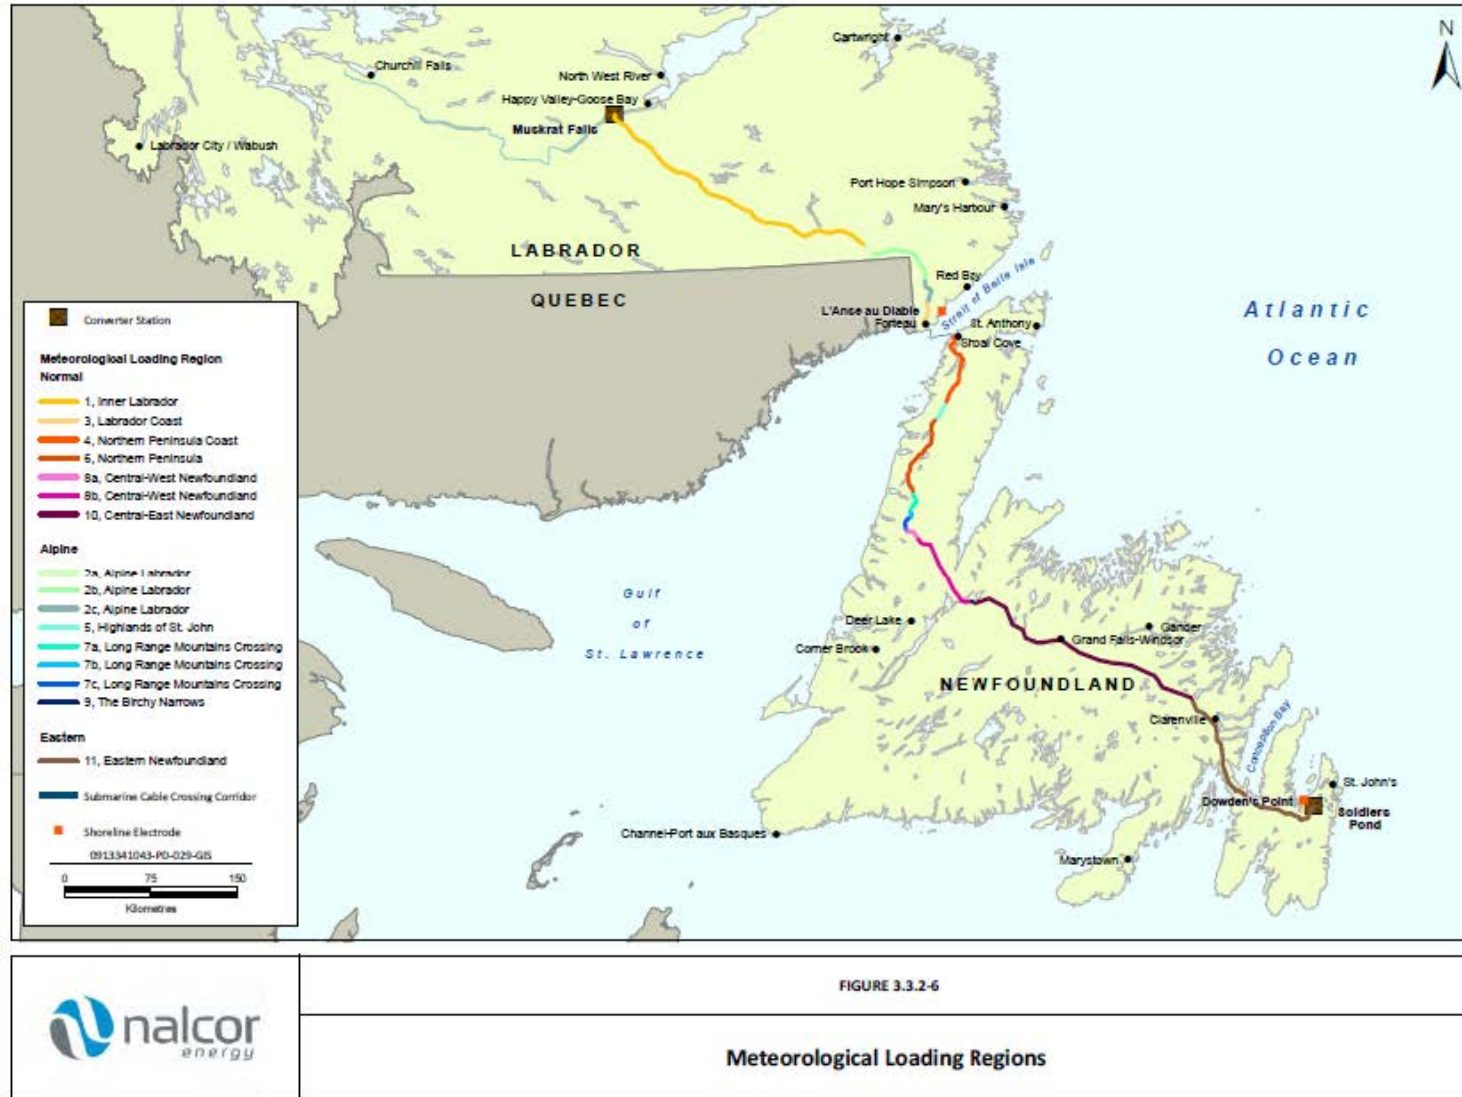 Cartwright
N
Churchill Falls
North West River
Happy Valley-Goose Bay
Muskrat Falls
Labrador City / Wabush
Port Hope Simpson
Mary's Harbour
LABRADOR
Red Bay
QUEBEC
Strait of Belle Isle
L'Anse au Diable
Forteau
St. Anthony
Shoal Cove
Atlantic
Ocean
Converter Station
Meteorological Loading Region
Normal
1, Inner Labrador
3, Labrador Coast
4, Northern Peninsula Coast
6, Northern Peninsula
8a, Central-West Newfoundland
8b, Central-West Newfoundland
10, Central-East Newfoundland
Alpine
2a, Alpine Labrador
2b, Alpine Labrador
2c, Alpine Labrador
5, Highlands of St. John
7a, Long Range Mountains Crossing
7b, Long Range Mountains Crossing
7c, Long Range Mountains Crossing
9, The Birchy Narrows
Eastern
11, Eastern Newfoundland
Submarine Cable Crossing Corridor
Shoreline Electrode
0913341043-PD-029-GIS
0 75 150
Kilometres
Gulf
of
St. Lawrence
Deer Lake
Corner Brook
Gander
Grand Falls-Windsor
NEWFOUNDLAND
Clarenville
Conception Bay
St. John's
Dowden's Point
Soldiers
Pond
Channel-Port aux Basques
Marystown
nalcor
energy
FIGURE 3.3.2-6
Meteorological Loading Regions